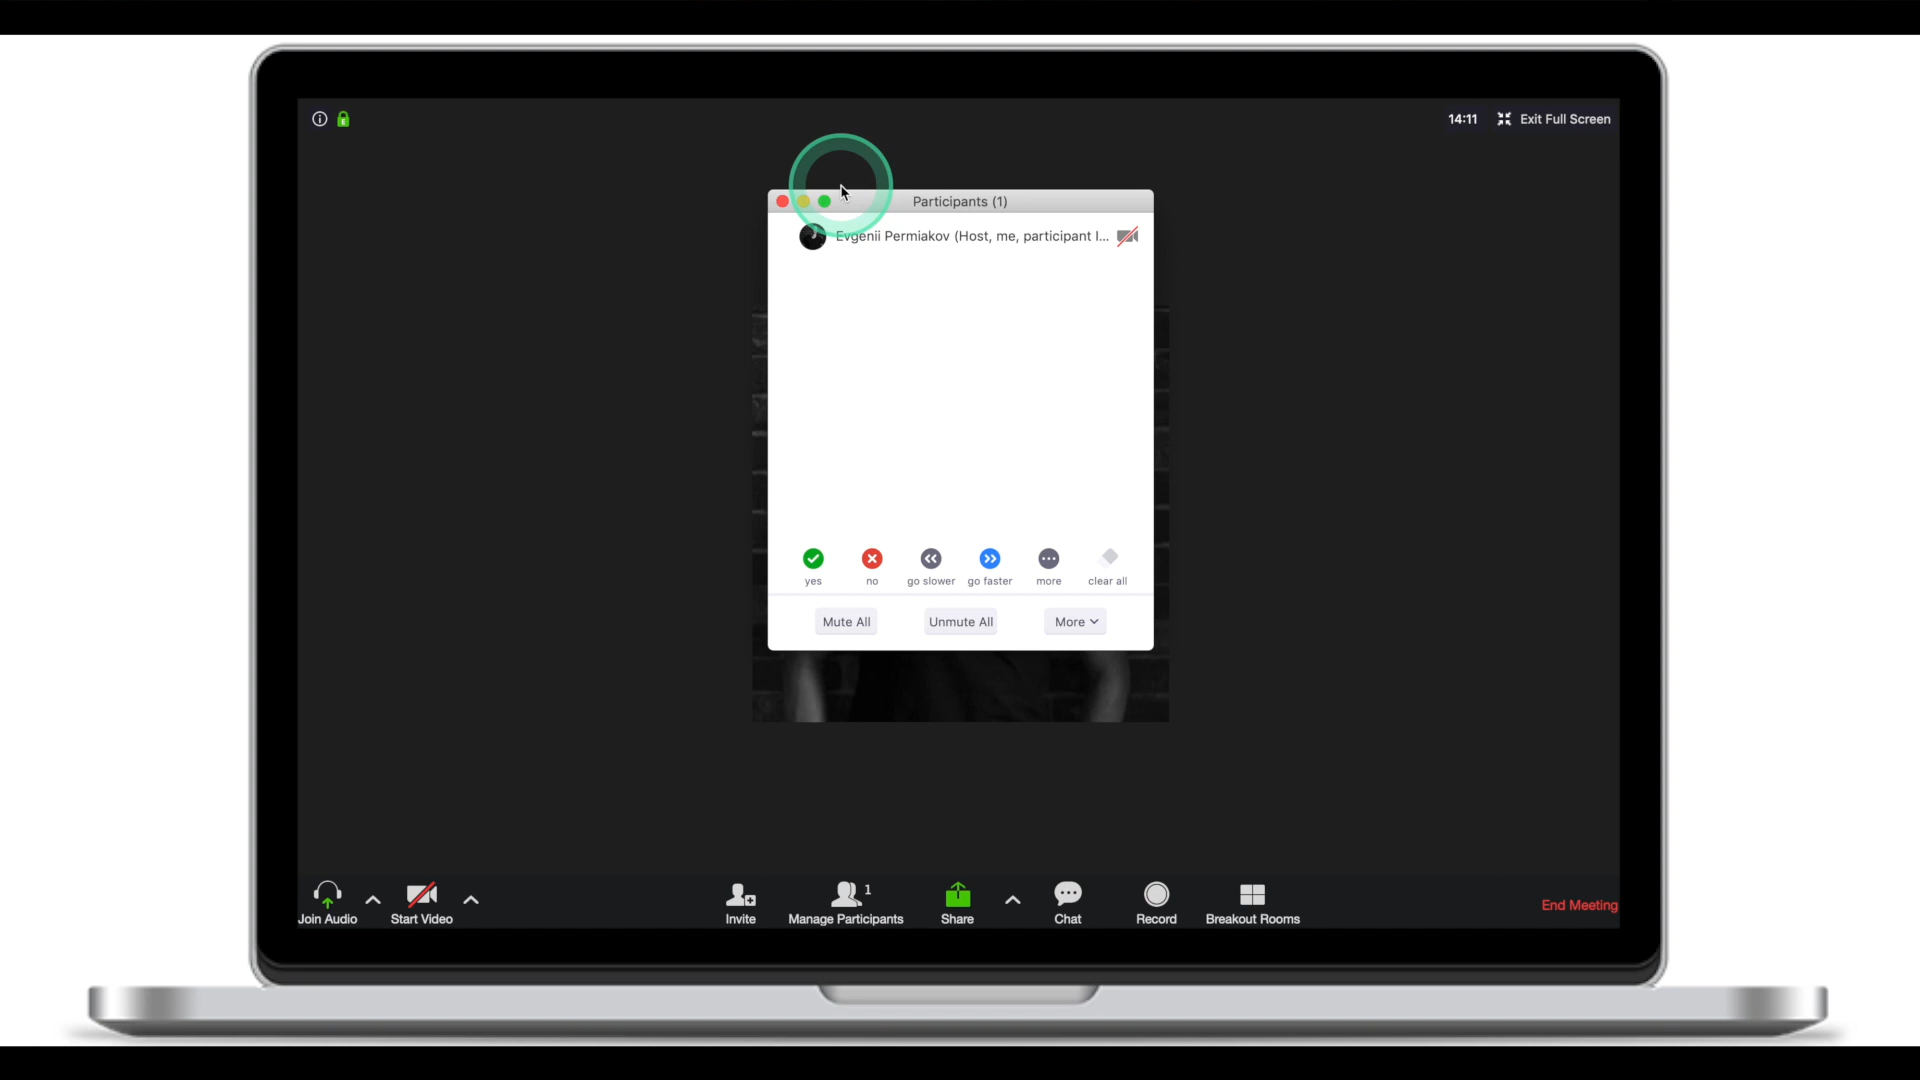 14:11 Exit Full Screen
Participants (1)
Evgenii Permiakov (Host, me, participant I...
yes no go slower go faster more clear all
Mute All Unmute All More
1
Join Audio Start Video Invite Manage Participants Share Chat Record Breakout Rooms End Meeting